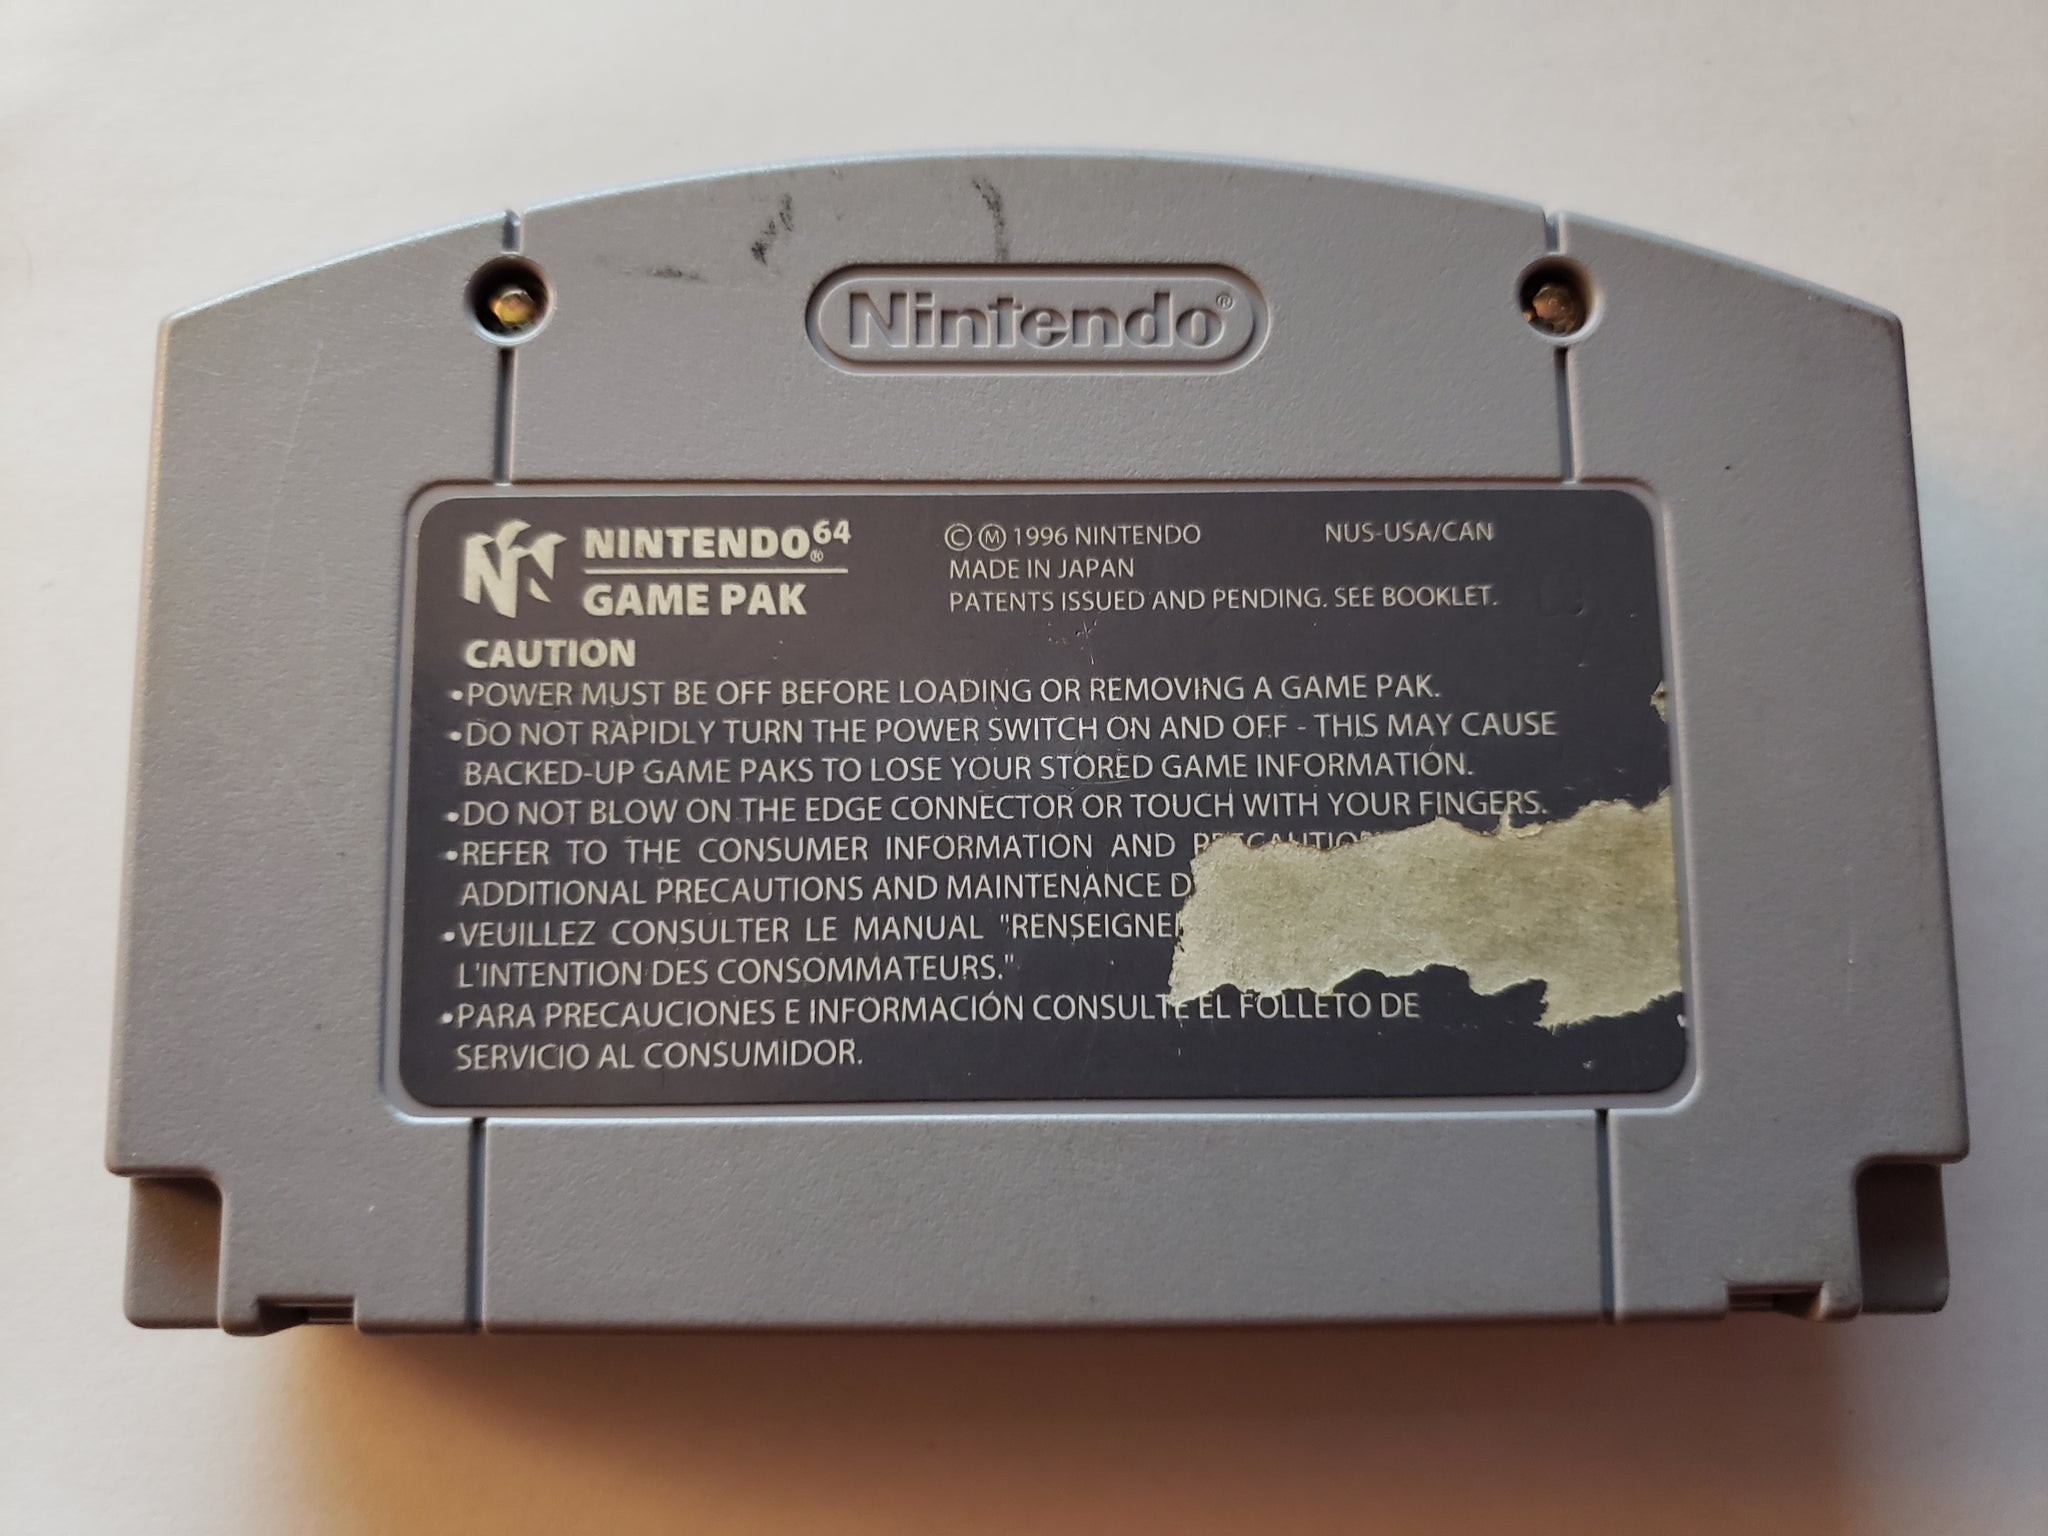 Nintendo®
NINTENDO64®
GAME PAK
© Ⓜ 1996 NINTENDO NUS-USA/CAN
MADE IN JAPAN
PATENTS ISSUED AND PENDING. SEE BOOKLET.
CAUTION
•POWER MUST BE OFF BEFORE LOADING OR REMOVING A GAME PAK.
•DO NOT RAPIDLY TURN THE POWER SWITCH ON AND OFF - THIS MAY CAUSE
BACKED-UP GAME PAKS TO LOSE YOUR STORED GAME INFORMATION.
•DO NOT BLOW ON THE EDGE CONNECTOR OR TOUCH WITH YOUR FINGERS.
•REFER TO THE CONSUMER INFORMATION AND
ADDITIONAL PRECAUTIONS AND MAINTENANCE
•VEUILLEZ CONSULTER LE MANUAL
L'INTENTION DES CONSOMMATEURS."
•PARA PRECAUCIONES E INFORMACIÓN CONSULTE EL FOLLETO DE
SERVICIO AL CONSUMIDOR.